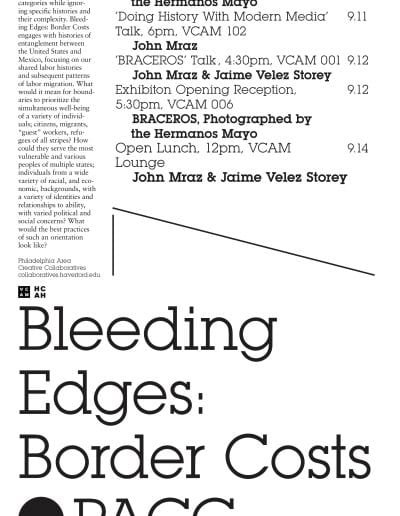 categories while ignor-
ing specific histories and
their complexity. Bleed-
ing Edges: Border Costs
engages with histories of
entanglement between
the United States and
Mexico, focusing on our
shared labor histories
and subsequent patterns
of labor migration. What
would it mean for bound-
aries to prioritize the
simultaneous well-being
of a variety of individ-
uals; citizens, migrants,
“guest” workers, refu-
gees of all stripes? How
could they serve the most
vulnerable and various
peoples of multiple states;
individuals from a wide
variety of racial, and eco-
nomic, backgrounds, with
a variety of identities and
relationships to ability,
with varied political and
social concerns? What
would be the best practices
of such an orientation
look like?
Philadelphia Area
Creative Collaboratives
collaboratives.haverford.edu
VC HC
AM AH
the Hermanos Mayo
‘Doing History With Modern Media’ 9.11
Talk, 6pm, VCAM 102
John Mraz
‘BRACEROS’ Talk , 4:30pm, VCAM 001 9.12
John Mraz & Jaime Velez Storey
Exhibiton Opening Reception, 9.12
5:30pm, VCAM 006
BRACEROS, Photographed by
the Hermanos Mayo
Open Lunch, 12pm, VCAM 9.14
Lounge
John Mraz & Jaime Velez Storey
Bleeding
Edges:
Border Costs
PACC